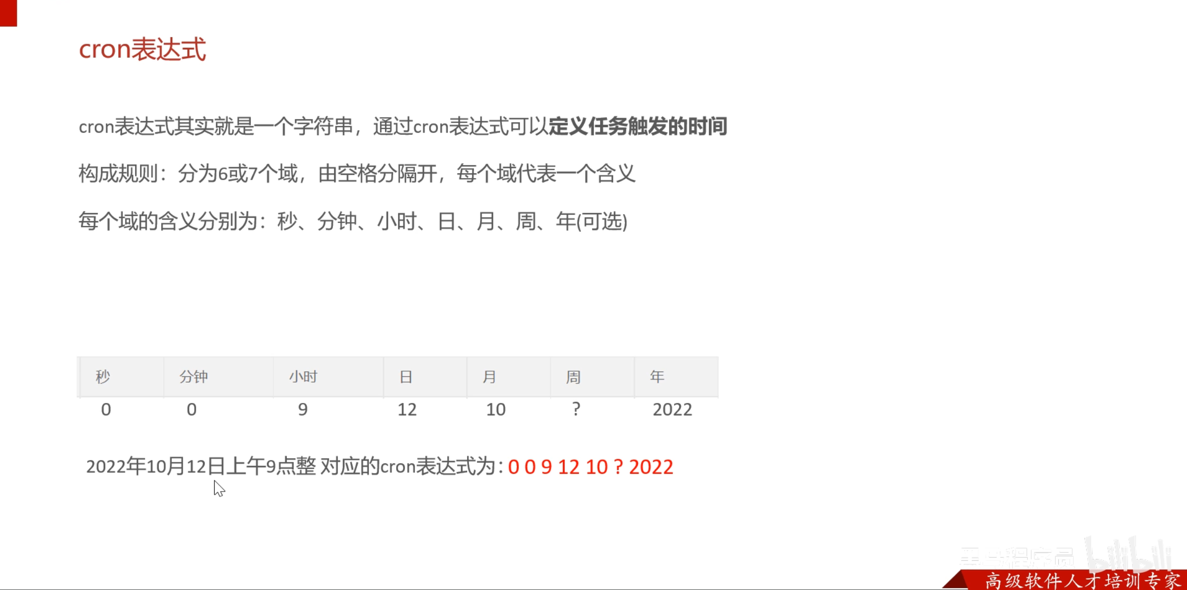 cron表达式
cron表达式其实就是一个字符串，通过cron表达式可以定义任务触发的时间
构成规则：分为6或7个域，由空格分隔开，每个域代表一个含义
每个域的含义分别为：秒、分钟、小时、日、月、周、年(可选)
秒 分钟 小时 日 月 周 年
0 0 9 12 10 ? 2022
2022年10月12日上午9点整 对应的cron表达式为：0 0 9 12 10 ? 2022
bilibili
高级软件人才培训专家